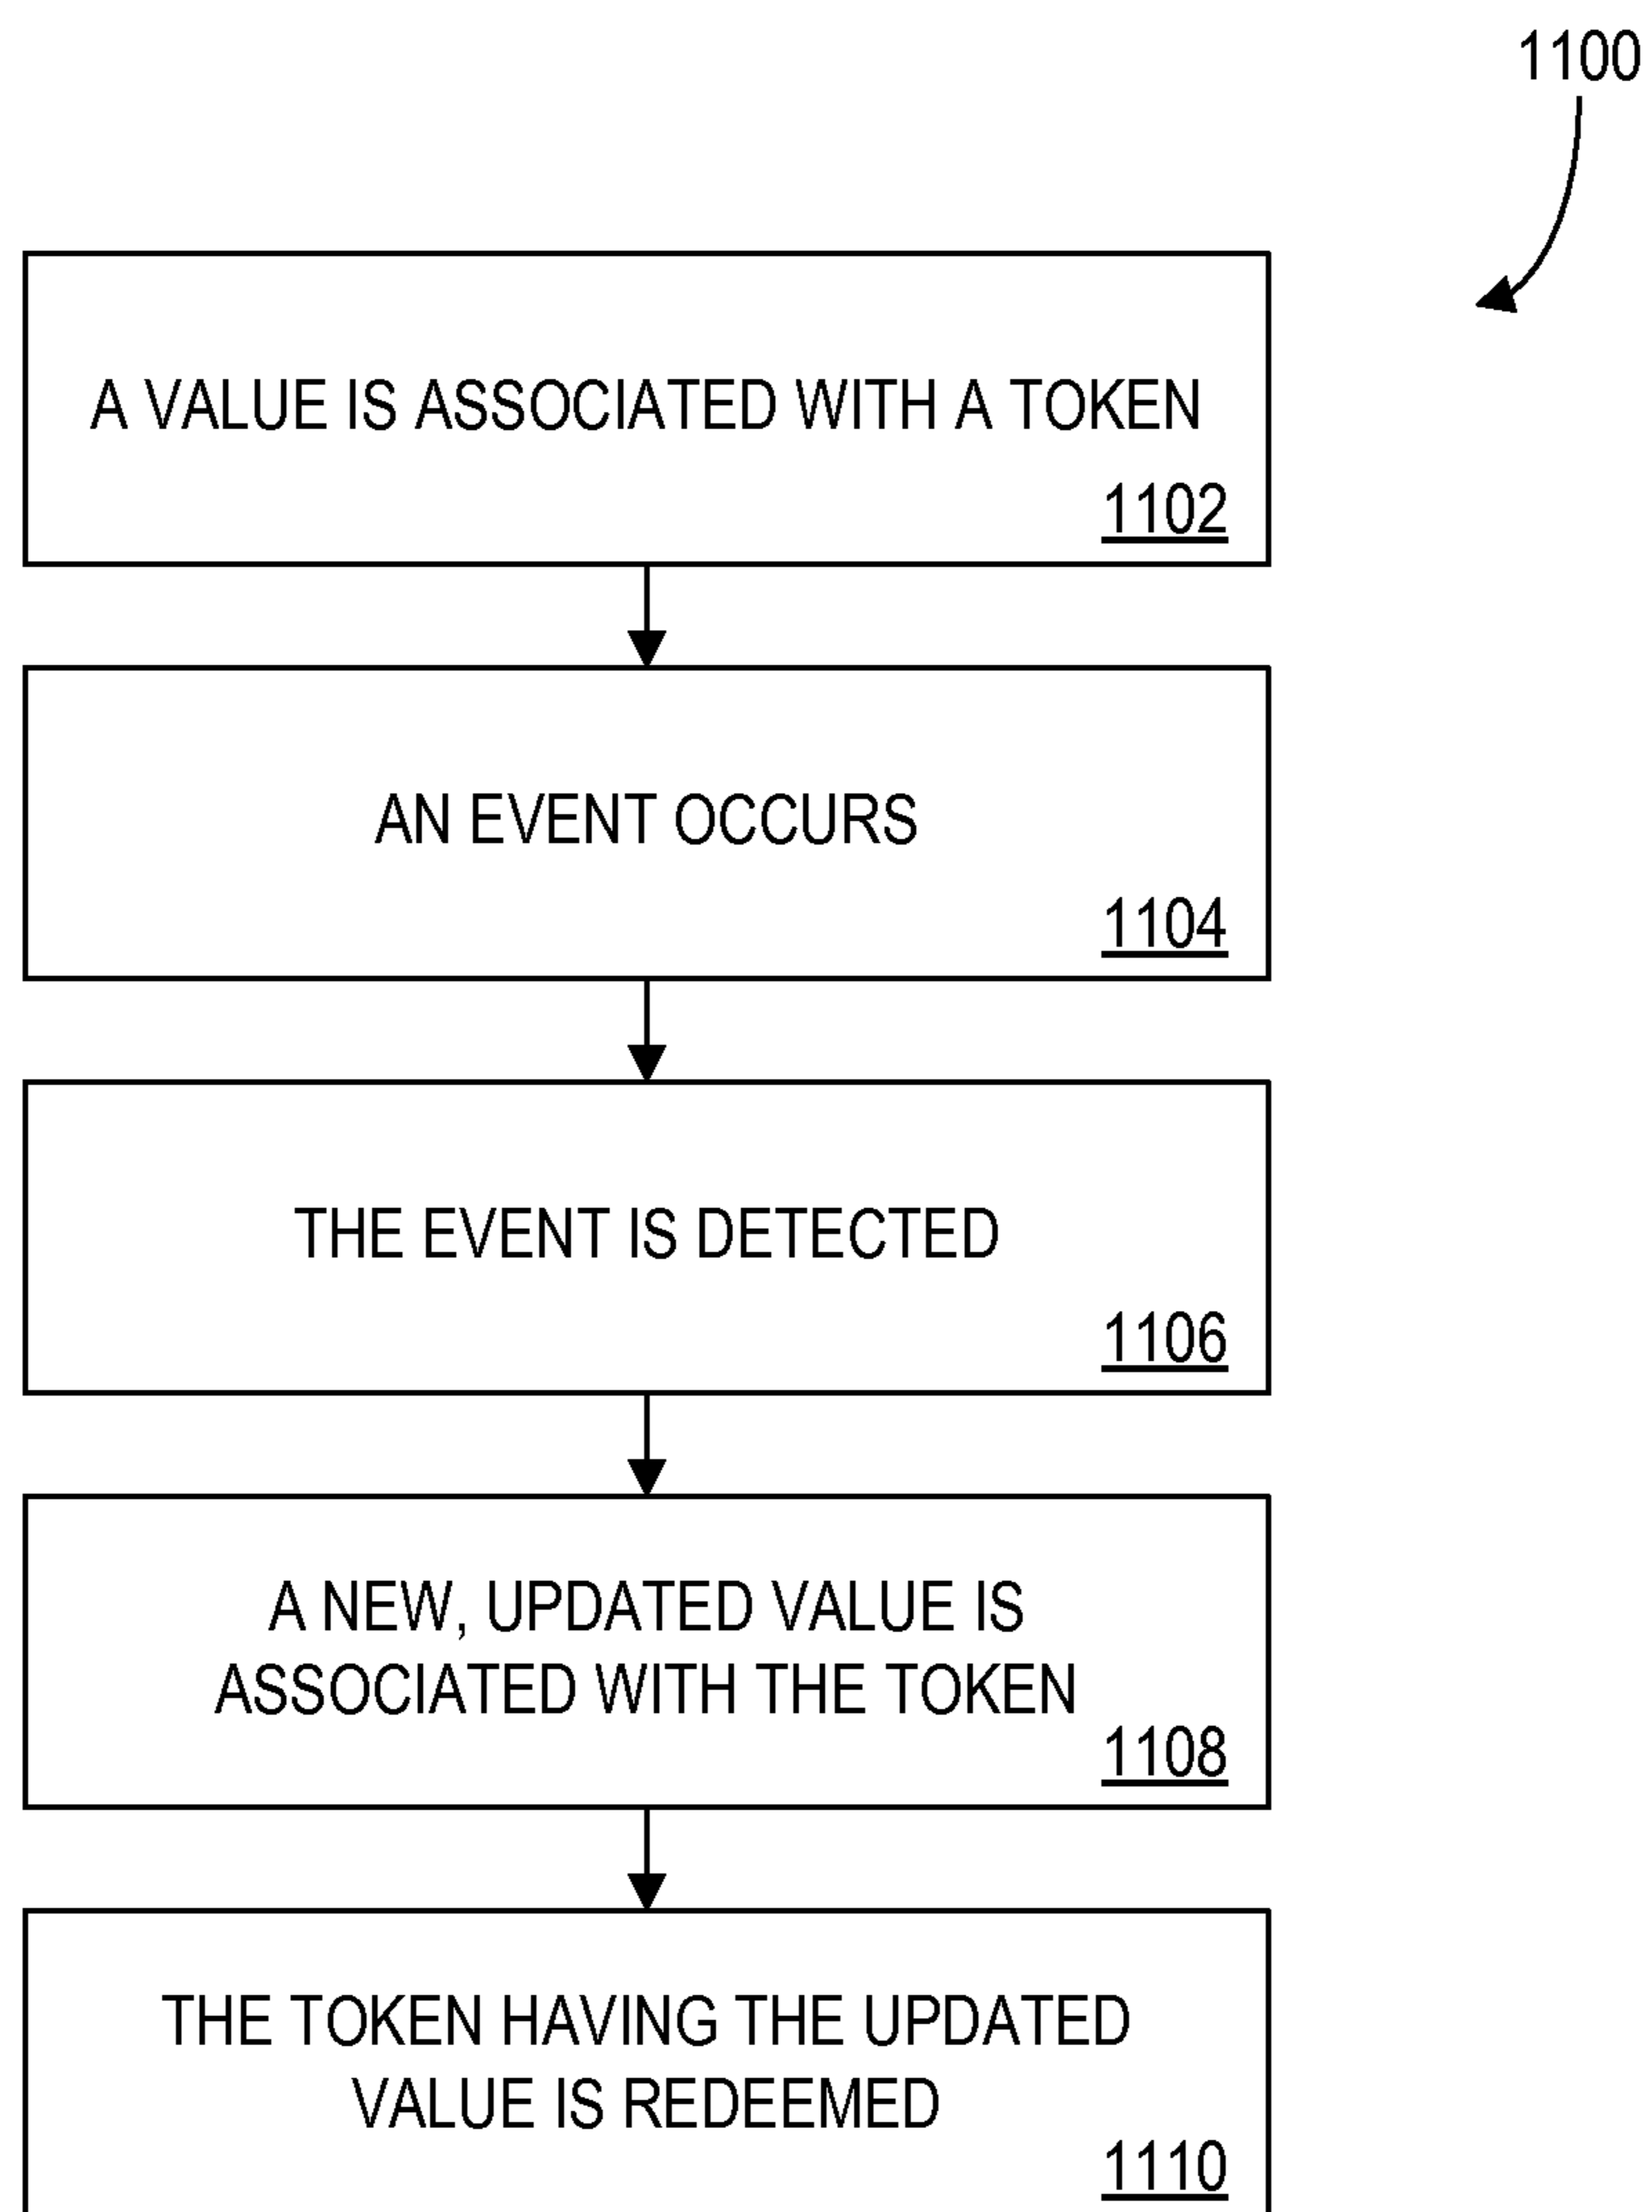 1100
A VALUE IS ASSOCIATED WITH A TOKEN
1102
AN EVENT OCCURS
1104
THE EVENT IS DETECTED
1106
A NEW, UPDATED VALUE IS
ASSOCIATED WITH THE TOKEN
1108
THE TOKEN HAVING THE UPDATED
VALUE IS REDEEMED
1110